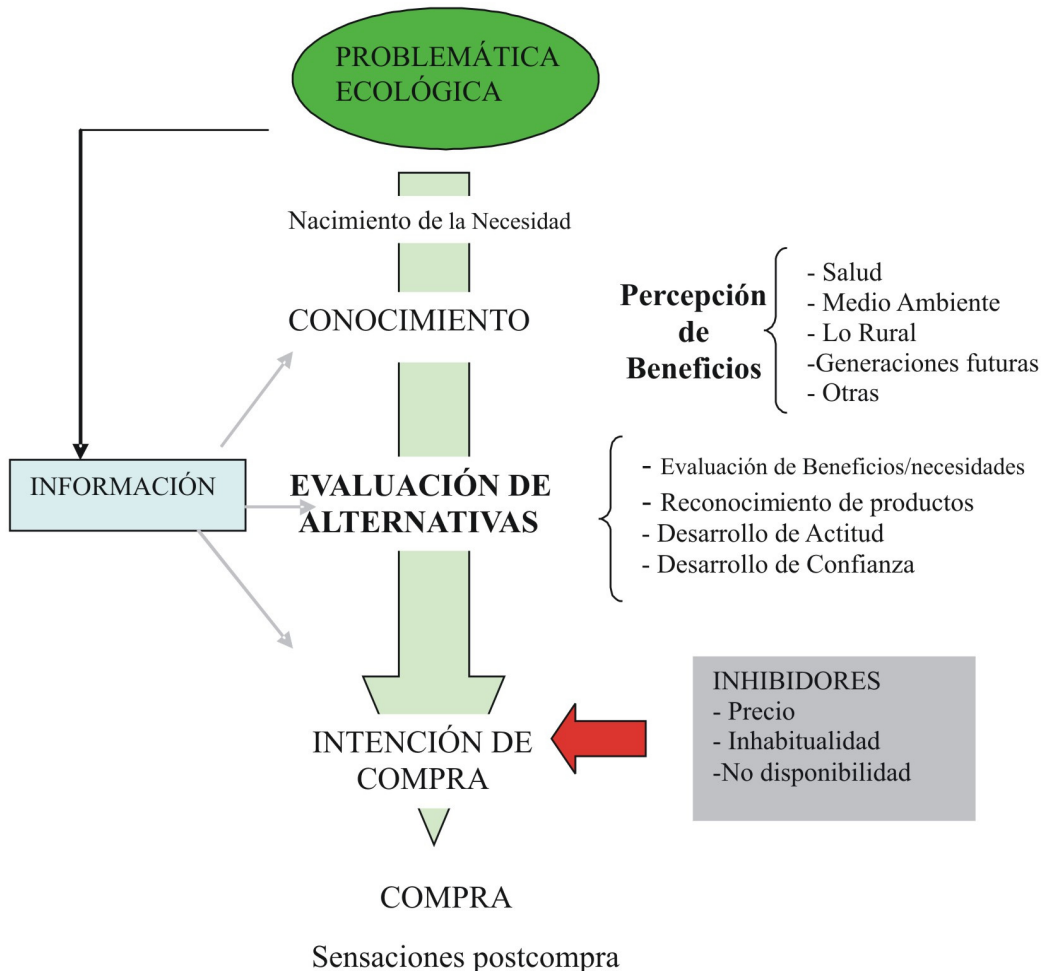 PROBLEMÁTICA
ECOLÓGICA
Nacimiento de la Necesidad
CONOCIMIENTO
Percepción
de
Beneficios
- Salud
- Medio Ambiente
- Lo Rural
-Generaciones futuras
- Otras
INFORMACIÓN
EVALUACIÓN DE
ALTERNATIVAS
- Evaluación de Beneficios/necesidades
- Reconocimiento de productos
- Desarrollo de Actitud
- Desarrollo de Confianza
INTENCIÓN DE
COMPRA
INHIBIDORES
- Precio
- Inhabitualidad
-No disponibilidad
COMPRA
Sensaciones postcompra